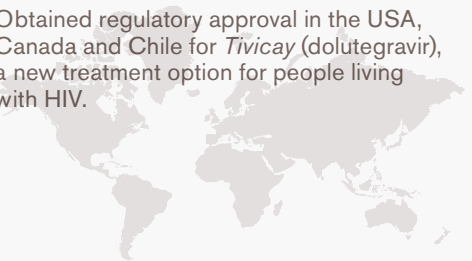 Obtained regulatory approval in the USA,
Canada and Chile for Tivicay (dolutegravir),
a new treatment option for people living
with HIV.